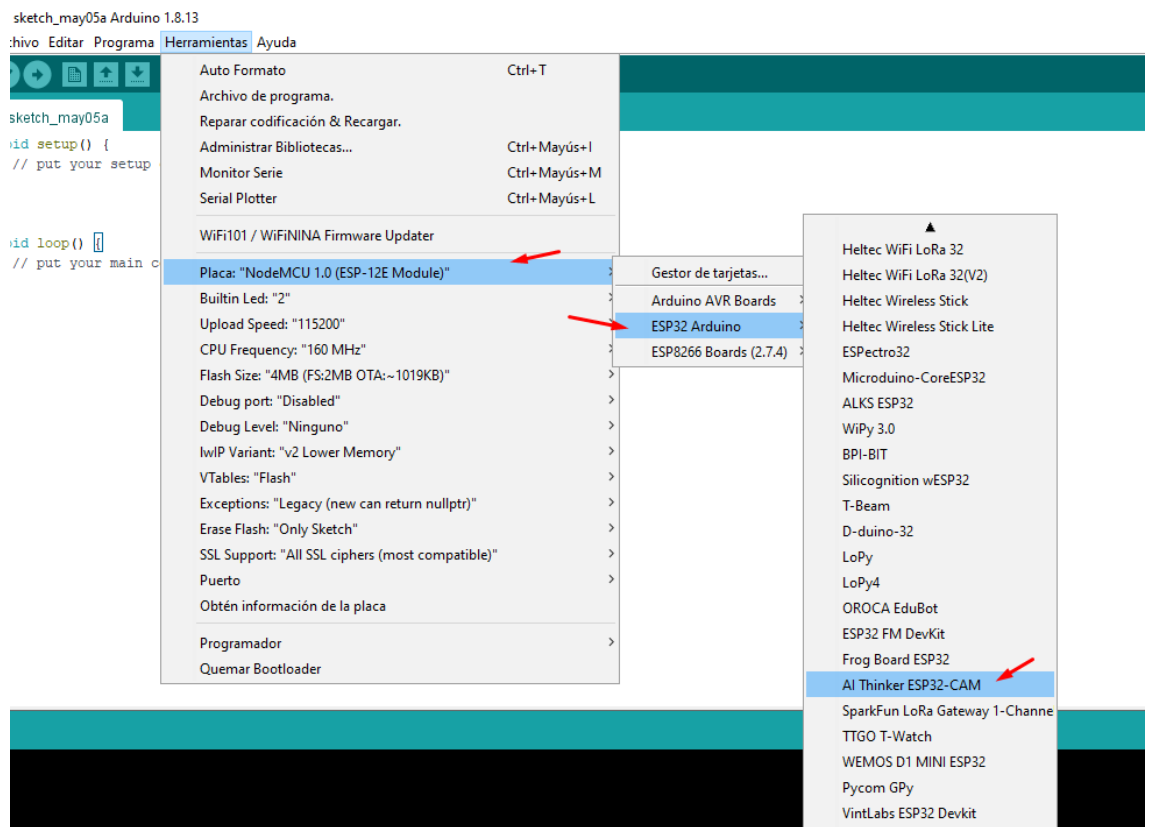 sketch_may05a Arduino 1.8.13
chivo Editar Programa Herramientas Ayuda
sketch_may05a
oid setup() {
// put your setup
oid loop() {
// put your main c
Auto Formato Ctrl+T
Archivo de programa.
Reparar codificación & Recargar.
Administrar Bibliotecas... Ctrl+Mayús+I
Monitor Serie Ctrl+Mayús+M
Serial Plotter Ctrl+Mayús+L
WiFi101 / WiFiNINA Firmware Updater
Placa: "NodeMCU 1.0 (ESP-12E Module)"
Builtin Led: "2"
Upload Speed: "115200"
CPU Frequency: "160 MHz"
Flash Size: "4MB (FS:2MB OTA:~1019KB)"
Debug port: "Disabled"
Debug Level: "Ninguno"
lwIP Variant: "v2 Lower Memory"
VTables: "Flash"
Exceptions: "Legacy (new can return nullptr)"
Erase Flash: "Only Sketch"
SSL Support: "All SSL ciphers (most compatible)"
Puerto
Obtén información de la placa
Programador
Quemar Bootloader
Gestor de tarjetas...
Arduino AVR Boards
ESP32 Arduino
ESP8266 Boards (2.7.4)
Heltec WiFi LoRa 32
Heltec WiFi LoRa 32(V2)
Heltec Wireless Stick
Heltec Wireless Stick Lite
ESPectro32
Microduino-CoreESP32
ALKS ESP32
WiPy 3.0
BPI-BIT
Silicognition wESP32
T-Beam
D-duino-32
LoPy
LoPy4
OROCA EduBot
ESP32 FM DevKit
Frog Board ESP32
AI Thinker ESP32-CAM
SparkFun LoRa Gateway 1-Channe
TTGO T-Watch
WEMOS D1 MINI ESP32
Pycom GPy
VintLabs ESP32 Devkit